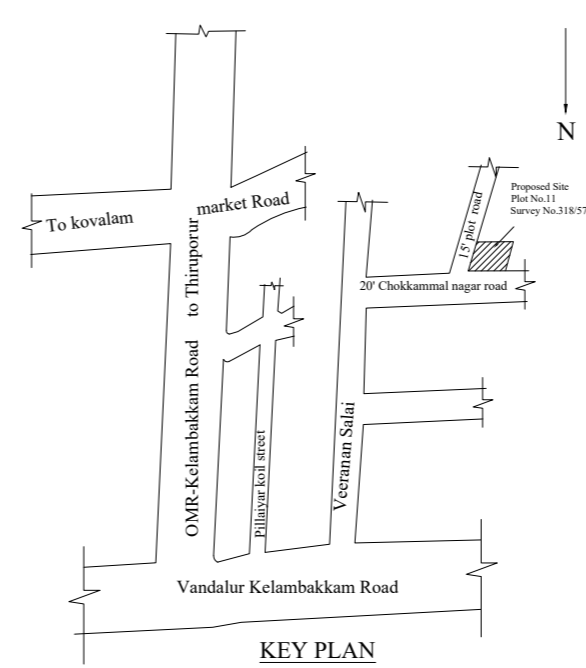 N
Proposed Site
Plot No.11
Survey No.318/57
15' plot road
To kovalam
market Road
to Thiruporur
20' Chokkammal nagar road
OMR-Kelambakkam Road
Pillaiyar koil street
Veeranan Salai
Vandalur Kelambakkam Road
KEY PLAN